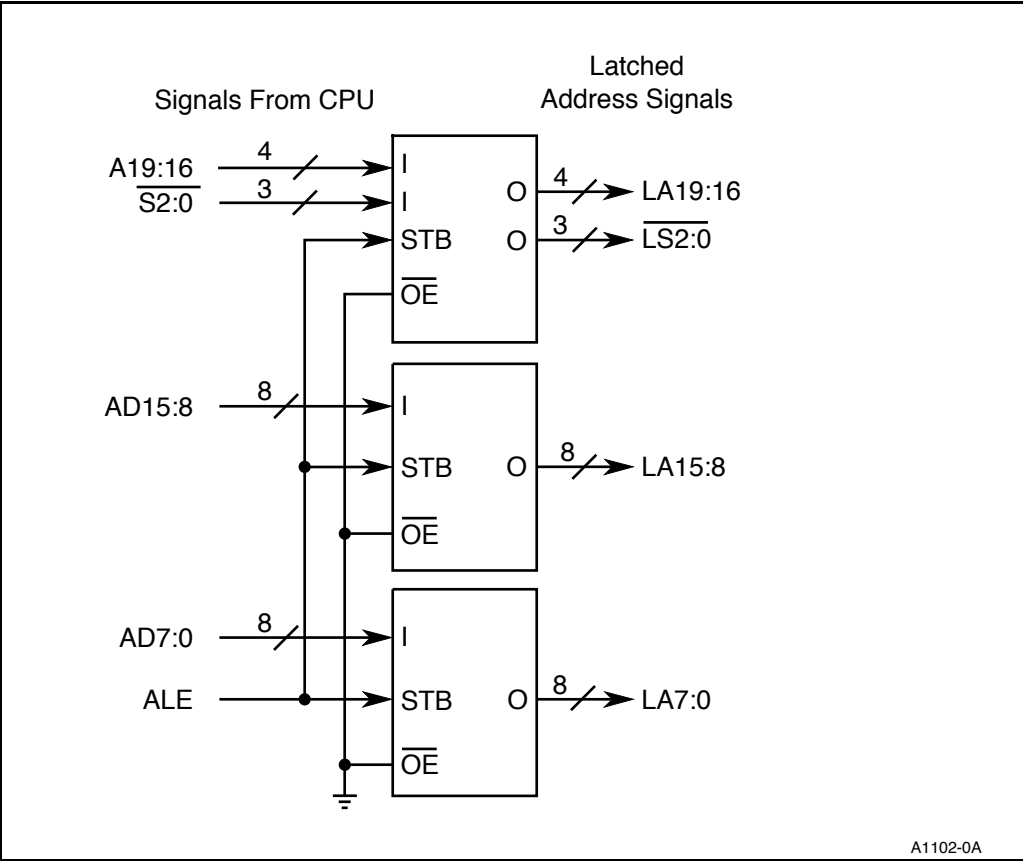 Signals From CPU
Latched
Address Signals
A19:16
4
I
O
4
LA19:16
S2:0
3
I
O
3
LS2:0
STB
OE
AD15:8
8
I
STB
O
8
LA15:8
OE
AD7:0
8
I
ALE
STB
O
8
LA7:0
OE
A1102-0A